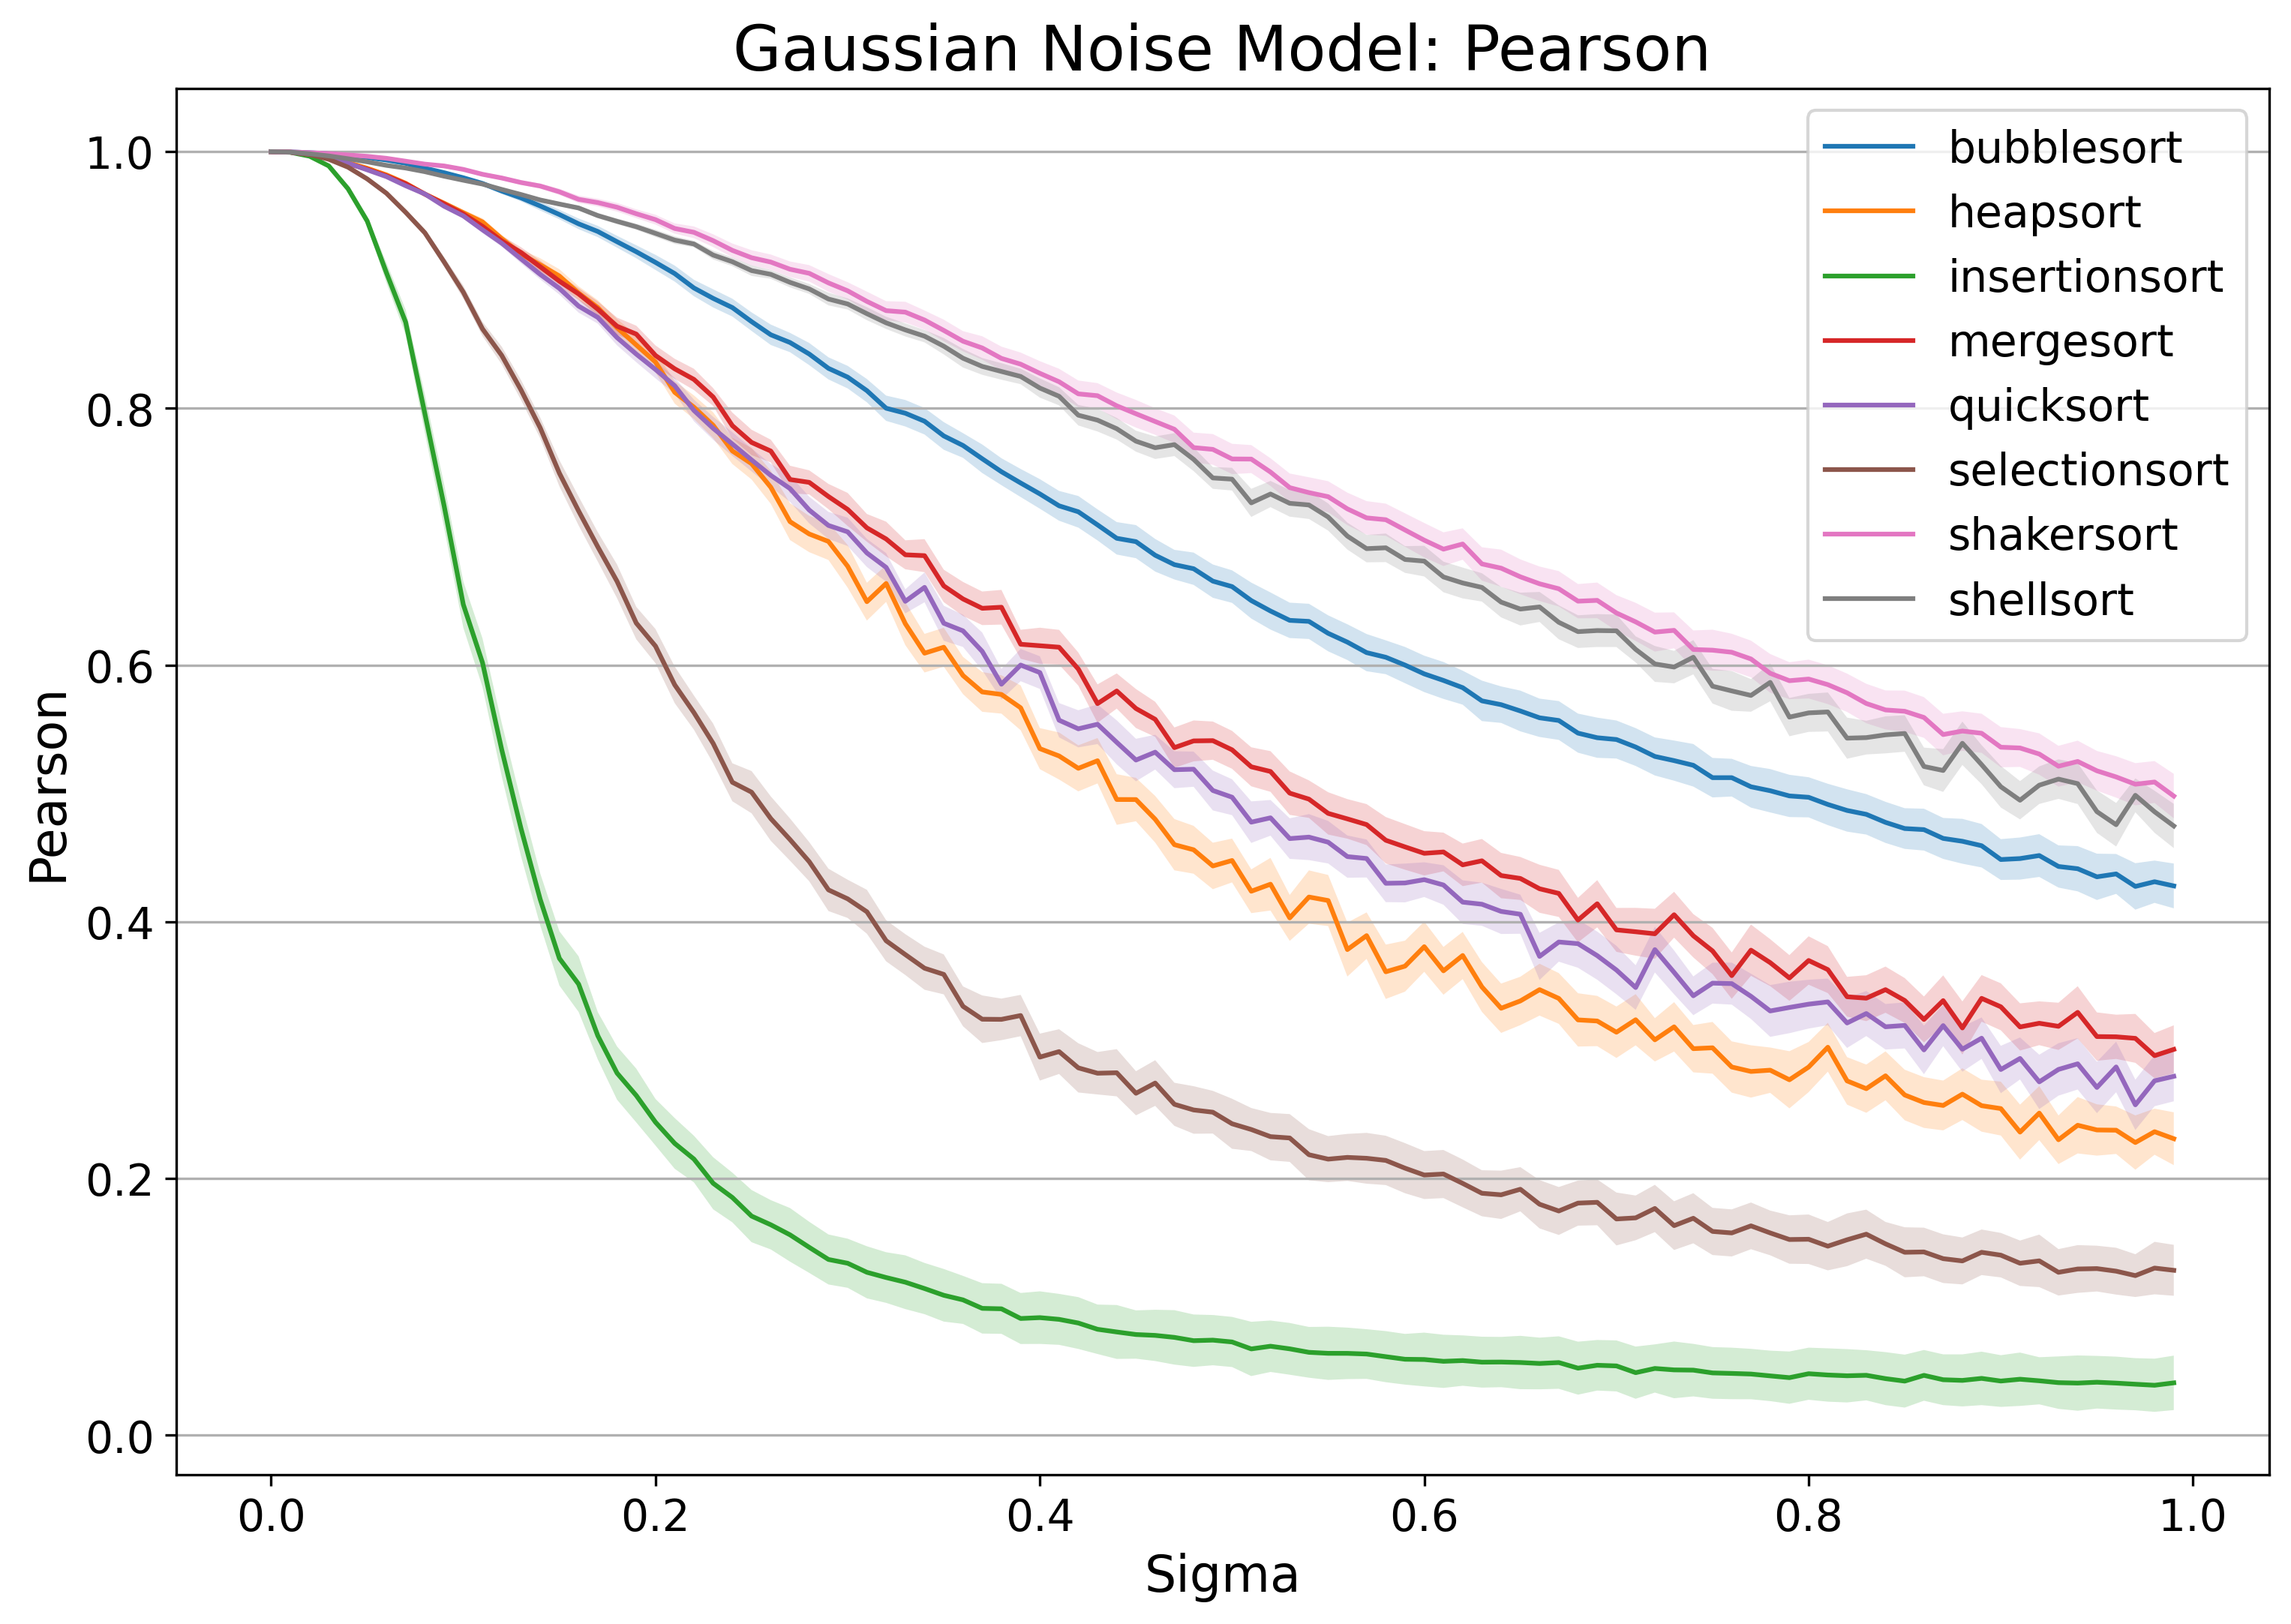 Gaussian Noise Model: Pearson
Pearson
1.0
0.8
0.6
0.4
0.2
0.0
bubblesort
heapsort
insertionsort
mergesort
quicksort
selectionsort
shakersort
shellsort
0.0
0.2
0.4
0.6
0.8
1.0
Sigma